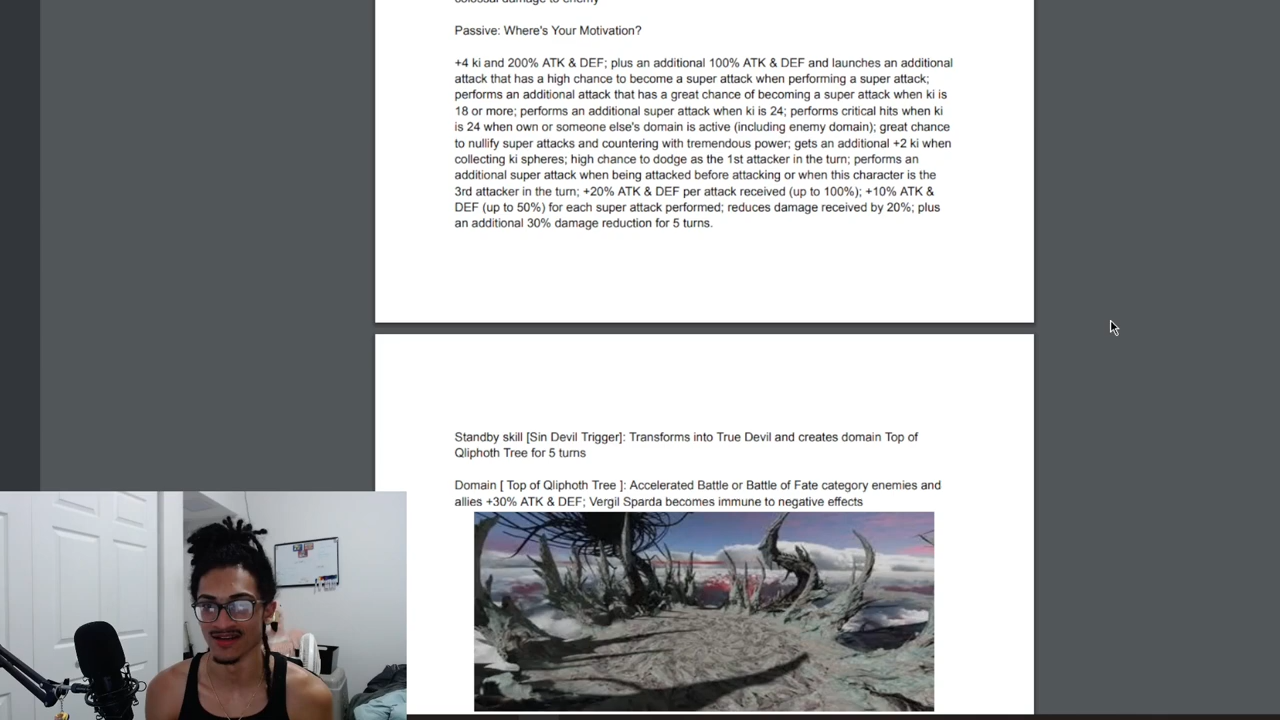 colossal damage to enemy
Passive: Where's Your Motivation?
+4 ki and 200% ATK & DEF; plus an additional 100% ATK & DEF and launches an additional
attack that has a high chance to become a super attack when performing a super attack;
performs an additional attack that has a great chance of becoming a super attack when ki is
18 or more; performs an additional super attack when ki is 24; performs critical hits when ki
is 24 when own or someone else's domain is active (including enemy domain); great chance
to nullify super attacks and countering with tremendous power; gets an additional +2 ki when
collecting ki spheres; high chance to dodge as the 1st attacker in the turn; performs an
additional super attack when being attacked before attacking or when this character is the
3rd attacker in the turn; +20% ATK & DEF per attack received (up to 100%); +10% ATK &
DEF (up to 50%) for each super attack performed; reduces damage received by 20%; plus
an additional 30% damage reduction for 5 turns.
Standby skill [Sin Devil Trigger]: Transforms into True Devil and creates domain Top of
Qliphoth Tree for 5 turns
Domain [ Top of Qliphoth Tree ]: Accelerated Battle or Battle of Fate category enemies and
allies +30% ATK & DEF; Vergil Sparda becomes immune to negative effects